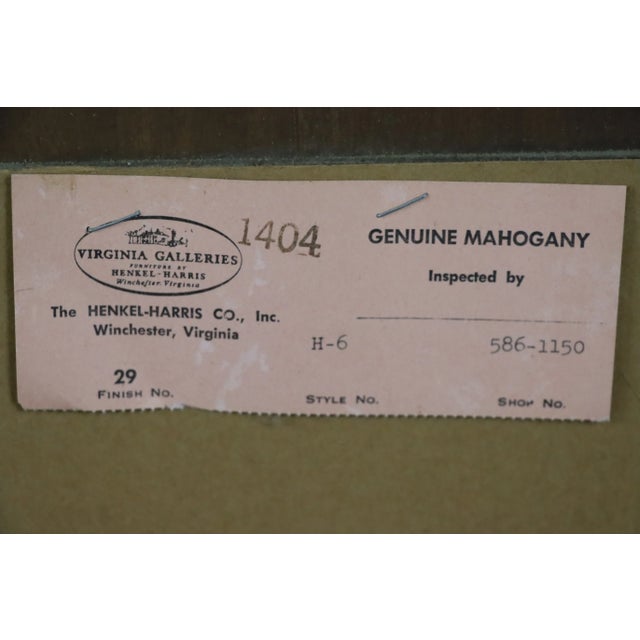 VIRGINIA GALLERIES
FURNITURE BY
HENKEL-HARRIS
Winchester, Virginia
1404
The HENKEL-HARRIS CO., Inc.
Winchester, Virginia
GENUINE MAHOGANY
Inspected by
29
FINISH NO.
H-6
STYLE NO.
586-1150
SHOP NO.